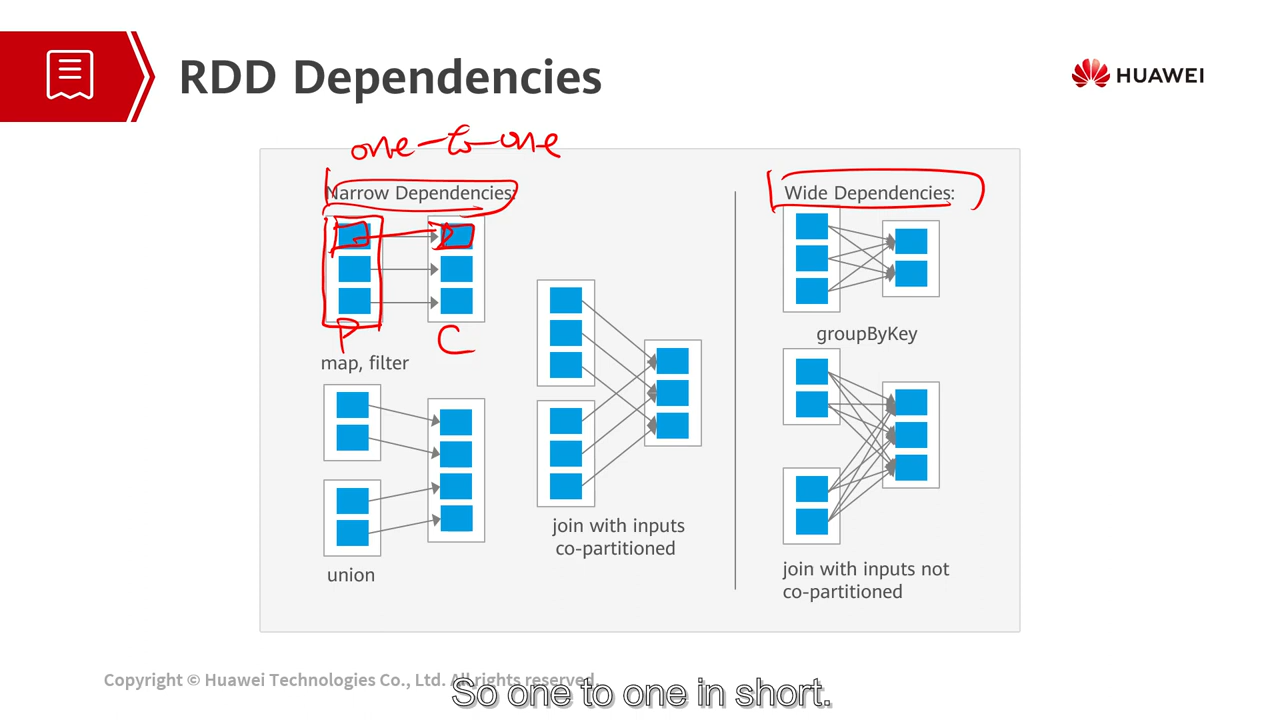 RDD Dependencies
HUAWEI
one-to-one
Narrow Dependencies:
Wide Dependencies:
P
C
map, filter
groupByKey
union
join with inputs
co-partitioned
join with inputs not
co-partitioned
Copyright © Huawei Technologies Co., Ltd. All rights reserved.
So one to one in short.